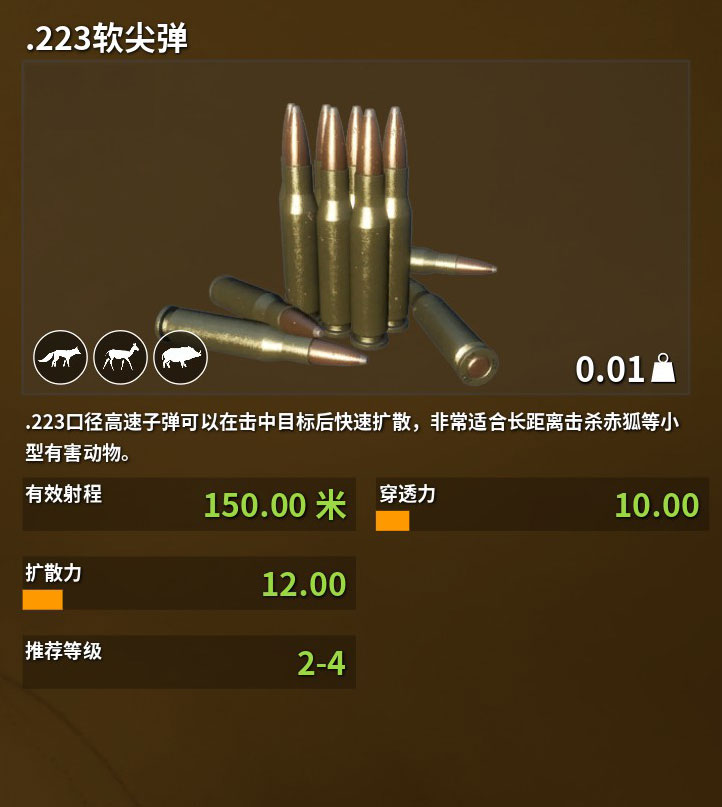 .223软尖弹
0.01
.223口径高速子弹可以在击中目标后快速扩散，非常适合长距离击杀赤狐等小
型有害动物。
有效射程 150.00 米
穿透力 10.00
扩散力 12.00
推荐等级 2-4